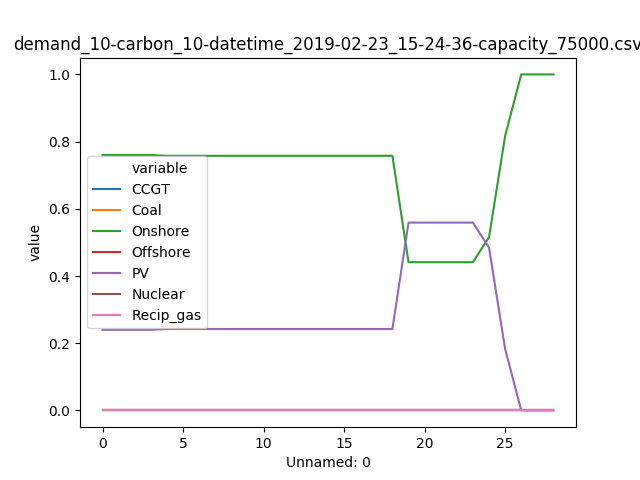 demand_10-carbon_10-datetime_2019-02-23_15-24-36-capacity_75000.csv
1.0
0.8
0.6
0.4
0.2
0.0
value
variable
CCGT
Coal
Onshore
Offshore
PV
Nuclear
Recip_gas
0 5 10 15 20 25
Unnamed: 0